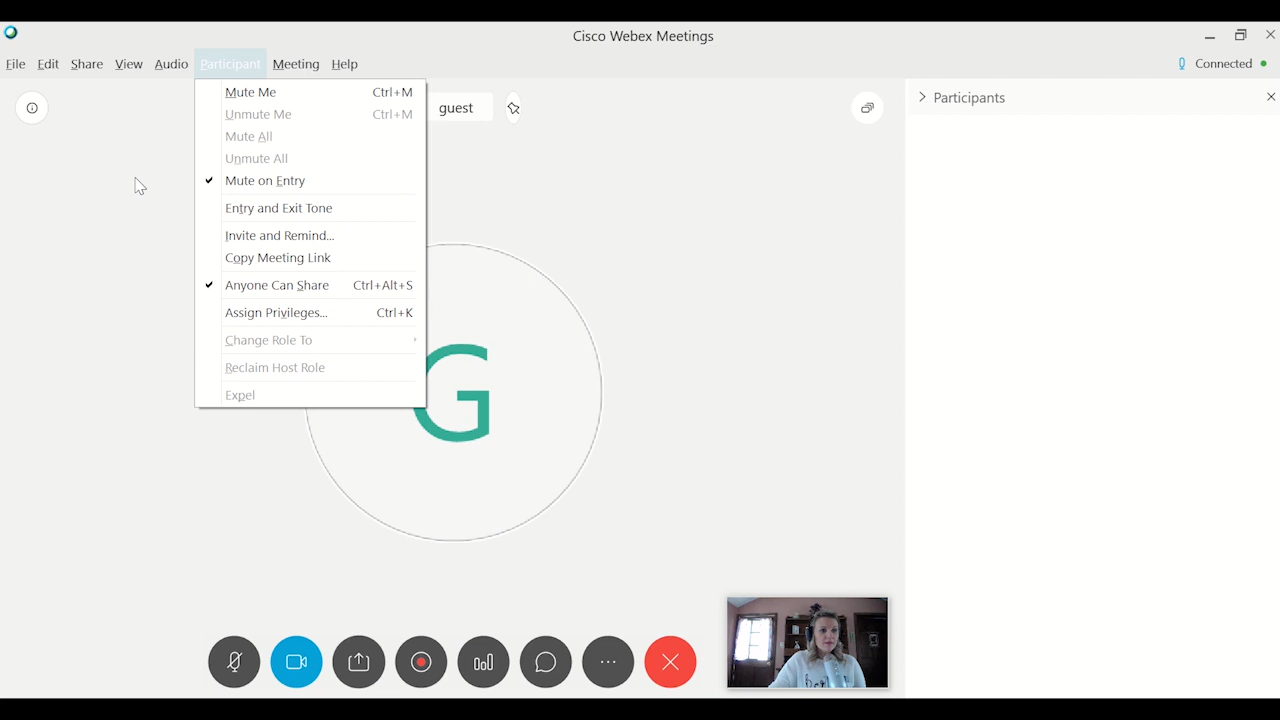 Cisco Webex Meetings
File Edit Share View Audio Participant Meeting Help
Connected
Mute Me Ctrl+M
Unmute Me Ctrl+M
Mute All
Unmute All
Mute on Entry
Entry and Exit Tone
Invite and Remind...
Copy Meeting Link
Anyone Can Share Ctrl+Alt+S
Assign Privileges... Ctrl+K
Change Role To
Reclaim Host Role
Expel
guest
G
Participants